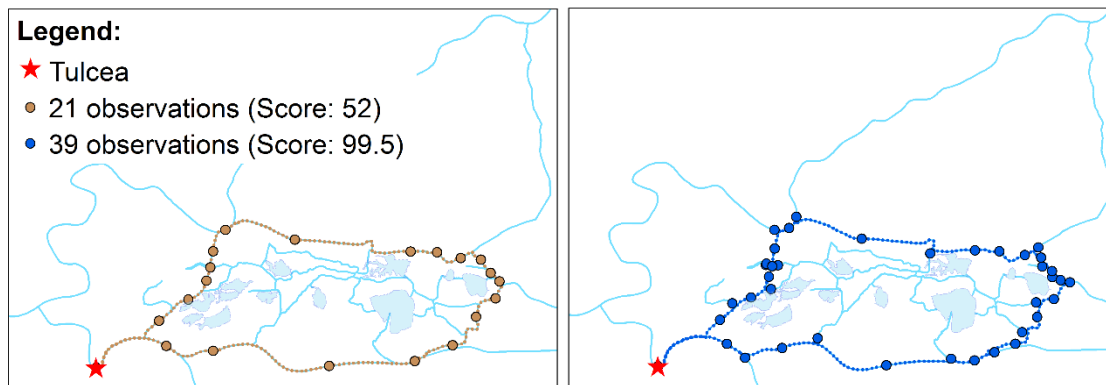 Legend:
Tulcea
21 observations (Score: 52)
39 observations (Score: 99.5)